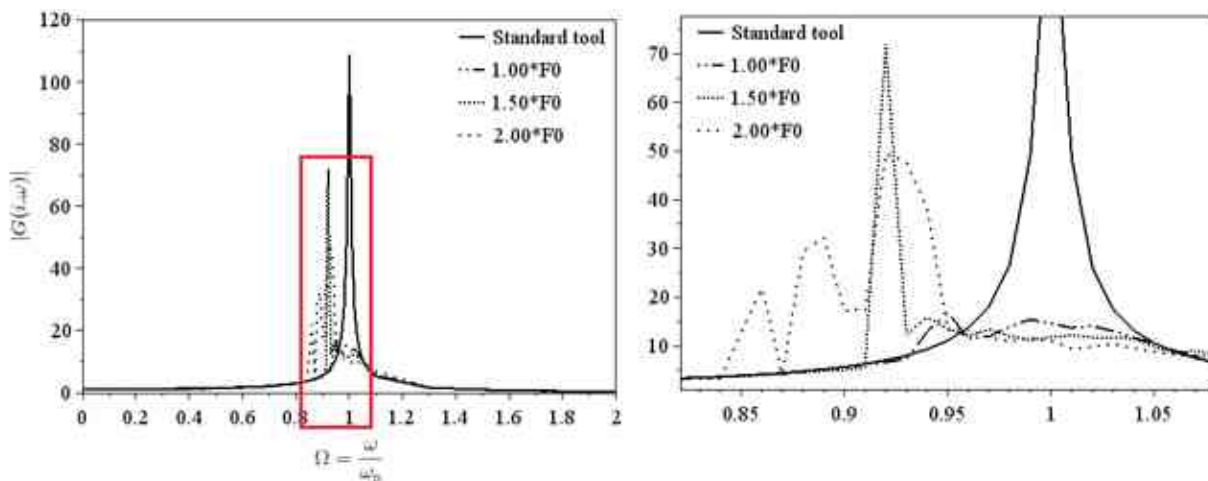 120
100
80
60
40
20
0
|G(i.ω)|
Standard tool
1.00*F0
1.50*F0
2.00*F0
0 0.2 0.4 0.6 0.8 1 1.2 1.4 1.6 1.8 2
Ω = ω/ωn
70
60
50
40
30
20
10
Standard tool
1.00*F0
1.50*F0
2.00*F0
0.85 0.9 0.95 1 1.05